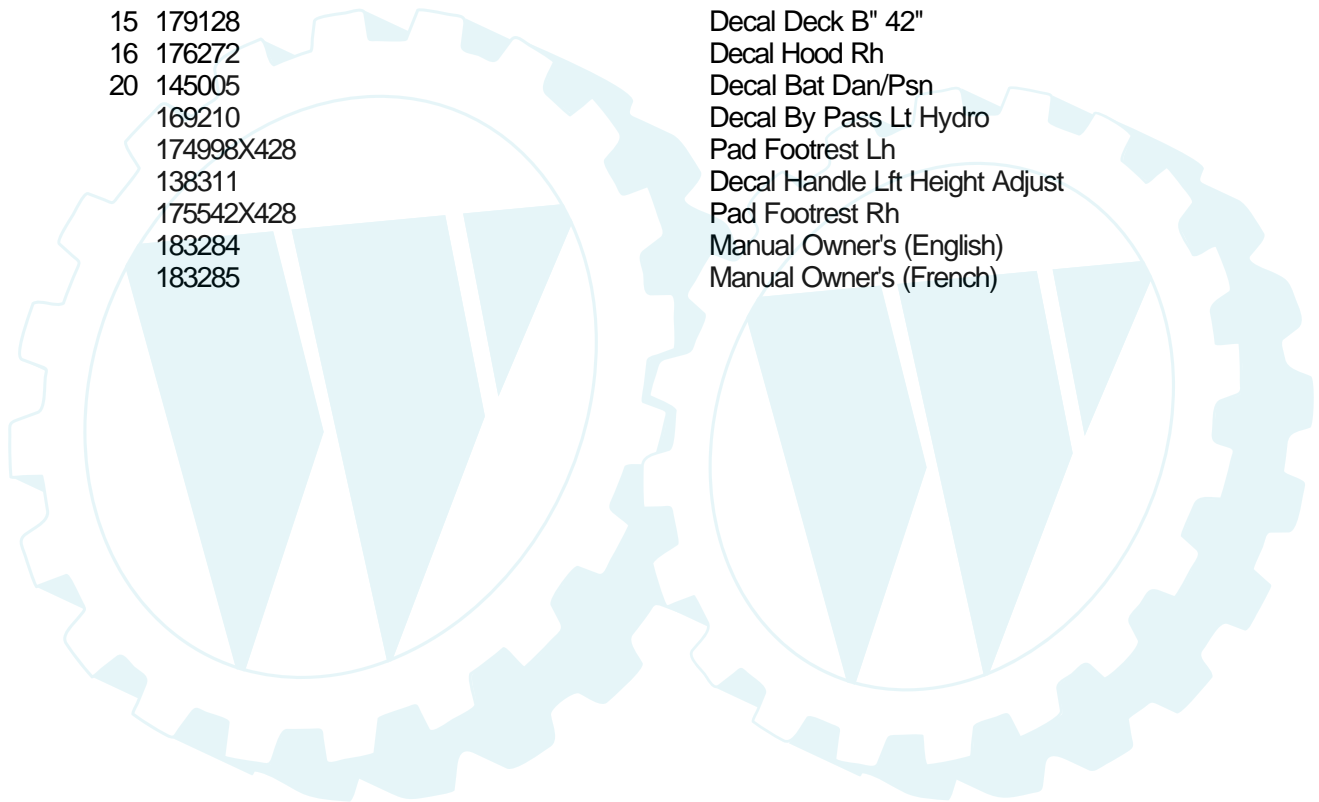 15 179128 Decal Deck B" 42"
16 176272 Decal Hood Rh
20 145005 Decal Bat Dan/Psn
169210 Decal By Pass Lt Hydro
174998X428 Pad Footrest Lh
138311 Decal Handle Lft Height Adjust
175542X428 Pad Footrest Rh
183284 Manual Owner's (English)
183285 Manual Owner's (French)